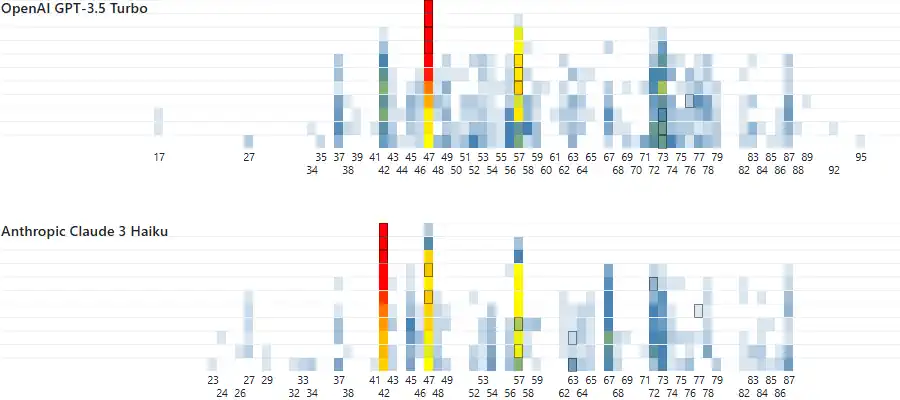 OpenAI GPT-3.5 Turbo
17 27 35 37 39 41 43 45 47 49 51 53 55 57 59 61 63 65 67 69 71 73 75 77 79 83 85 87 89 95
34 38 42 44 46 48 50 52 54 56 58 60 62 64 68 70 72 74 76 78 82 84 86 88 92
Anthropic Claude 3 Haiku
23 27 29 33 37 41 43 45 47 49 53 57 59 63 65 67 69 71 73 75 77 79 83 85 87
24 26 32 34 38 42 46 48 52 54 56 58 62 64 68 72 74 76 78 82 84 86